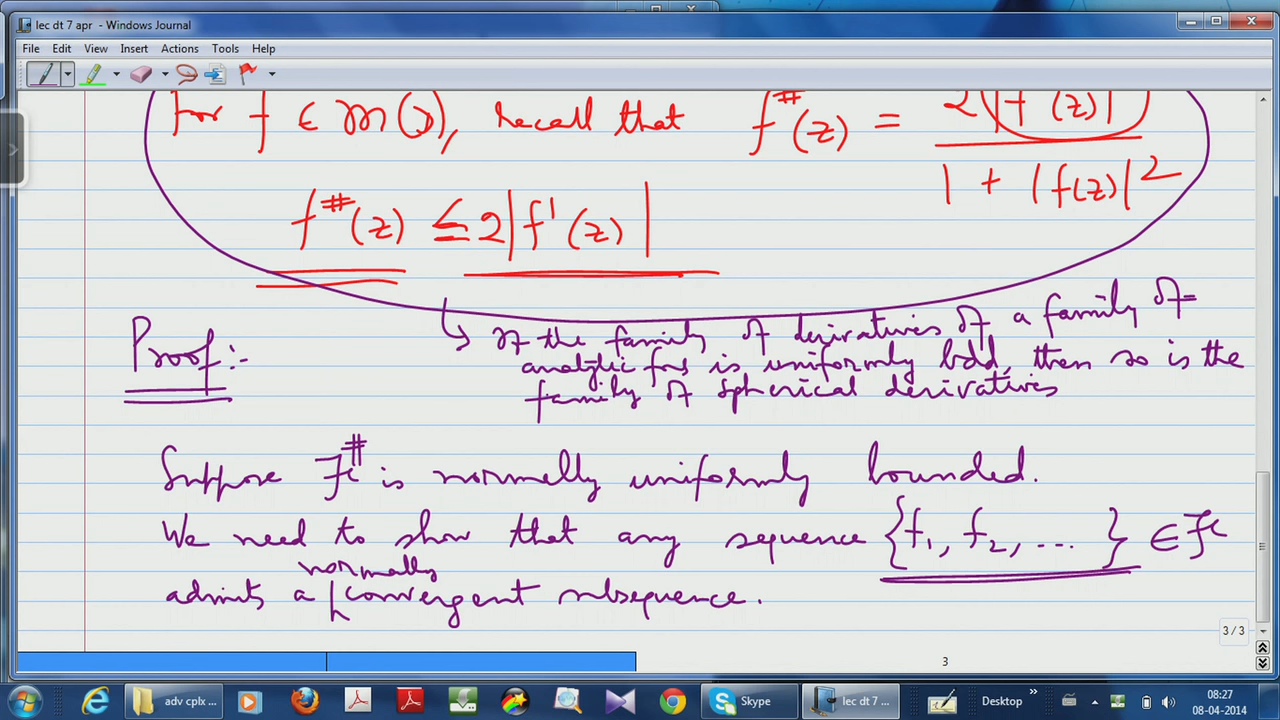 lec dt 7 apr - Windows Journal
File Edit View Insert Actions Tools Help
For f ∈ M(D), recall that f#(z) = 2|f'(z)| / 1 + |f(z)|²
f#(z) ≤ 2|f'(z)|
Proof:-
If the family of derivatives of a family of
analytic fns is uniformly bdd, then so is the
family of spherical derivatives
Suppose F# is normally uniformly bounded.
We need to show that any sequence {f₁, f₂, ...} ∈ F
normally
admits a convergent subsequence.
3 / 3
3
adv cplx ...
Skype
lec dt 7 ...
Desktop
08:27
08-04-2014